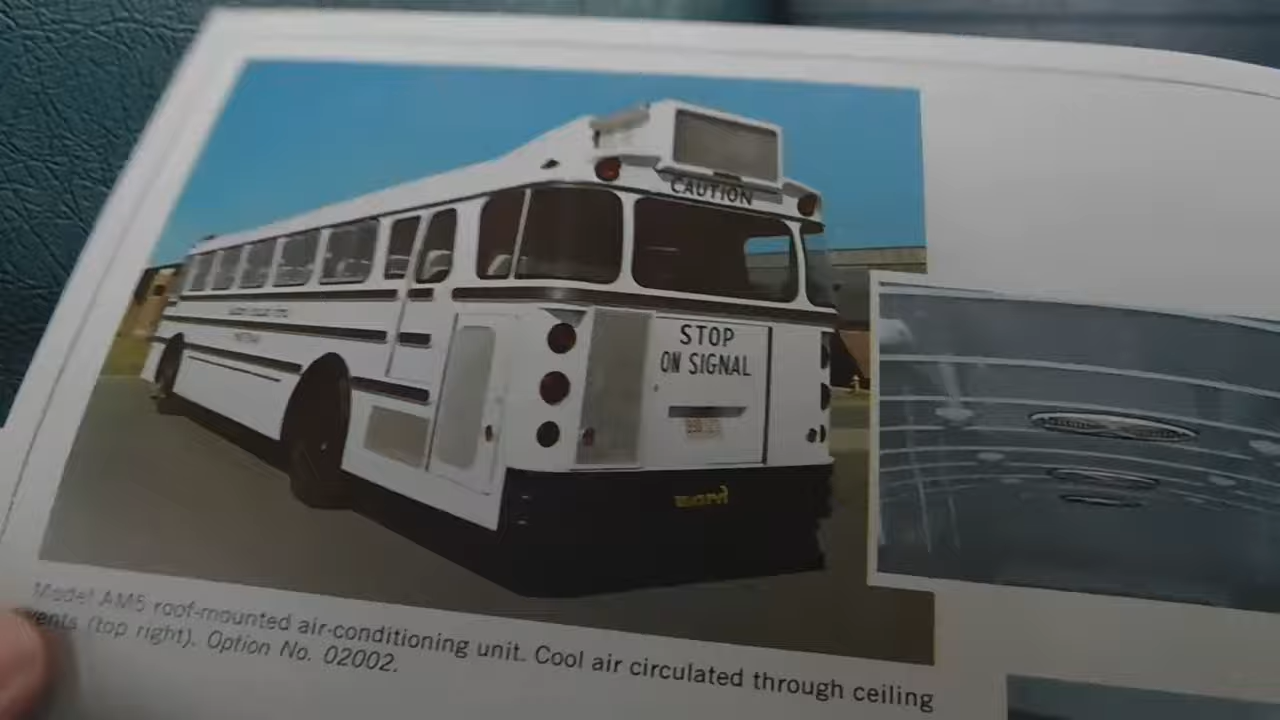 CAUTION
STOP
ON SIGNAL
ward
Model AM5 roof-mounted air-conditioning unit. Cool air circulated through ceiling
vents (top right). Option No. 02002.